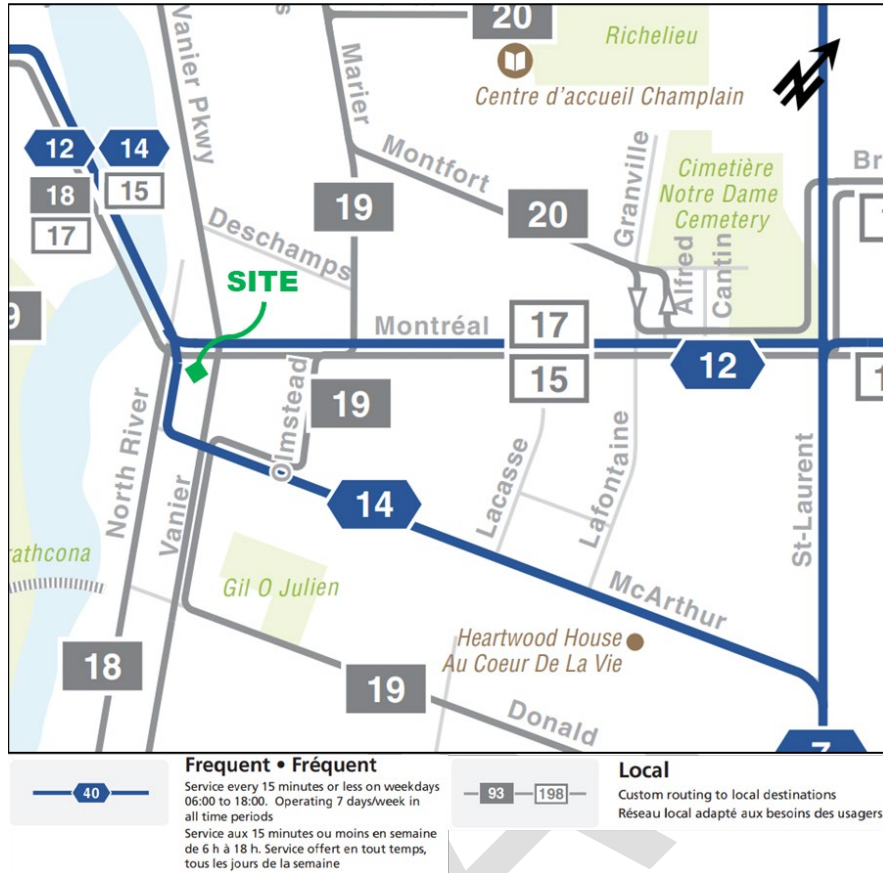 20
Richelieu
Centre d'accueil Champlain
Vanier Pkwy
Marier
Montfort
Granville
Cimetière
Notre Dame
Cemetery
Br
12
14
18
15
17
19
20
Deschamps
Alfred
Cantin
SITE
9
Montréal
17
15
12
19
Olmstead
North River
Vanier
14
Lacasse
Lafontaine
St-Laurent
McArthur
rathcona
Gil O Julien
Heartwood House
Au Coeur De La Vie
18
19
Donald
7
40
Frequent • Fréquent
Service every 15 minutes or less on weekdays
06:00 to 18:00. Operating 7 days/week in
all time periods
Service aux 15 minutes ou moins en semaine
de 6 h à 18 h. Service offert en tout temps,
tous les jours de la semaine
93
198
Local
Custom routing to local destinations
Réseau local adapté aux besoins des usagers